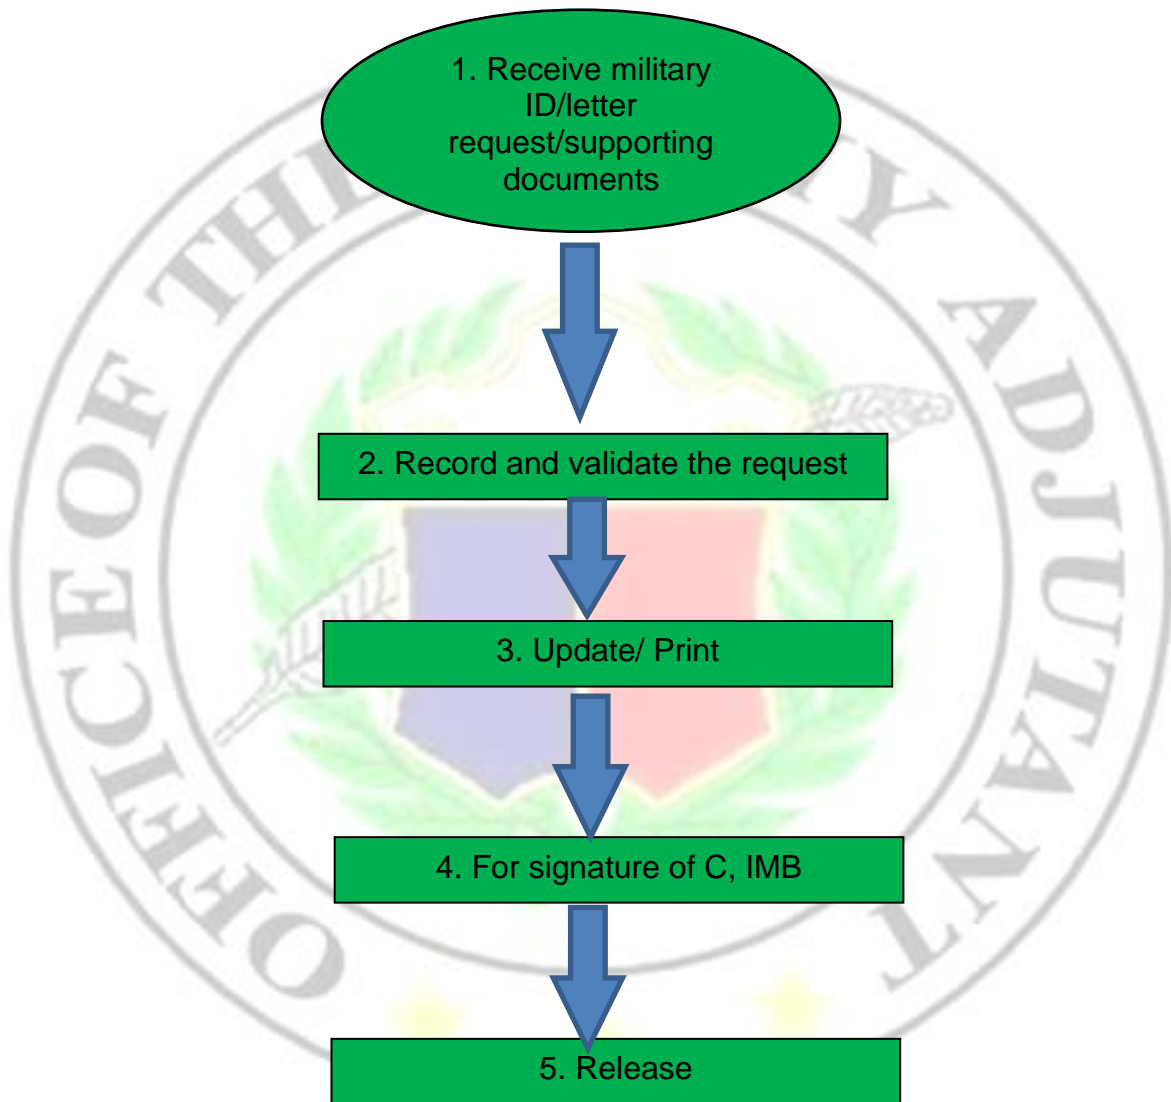 1. Receive military
ID/letter
request/supporting
documents
2. Record and validate the request
3. Update/ Print
4. For signature of C, IMB
5. Release
OFFICE OF THE
ADJUTANT